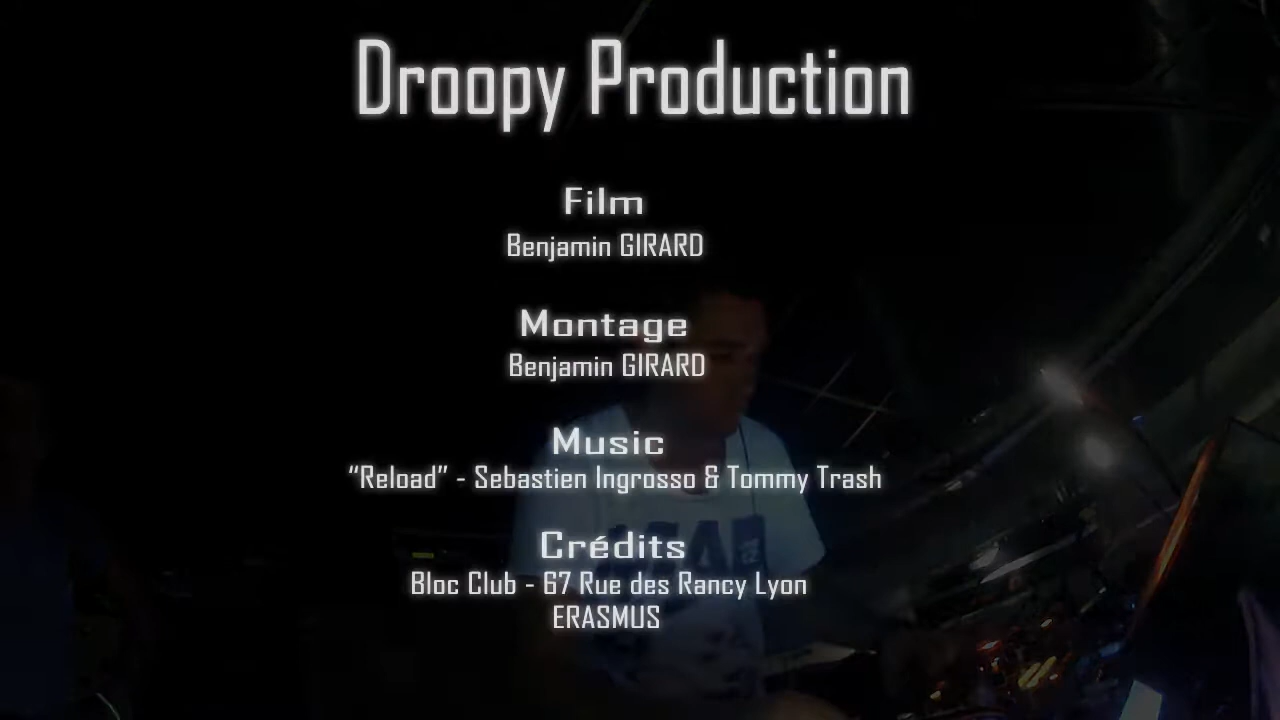 Droopy Production
Film
Benjamin GIRARD
Montage
Benjamin GIRARD
Music
“Reload” - Sebastien Ingrosso & Tommy Trash
Crédits
Bloc Club - 67 Rue des Rancy Lyon
ERASMUS